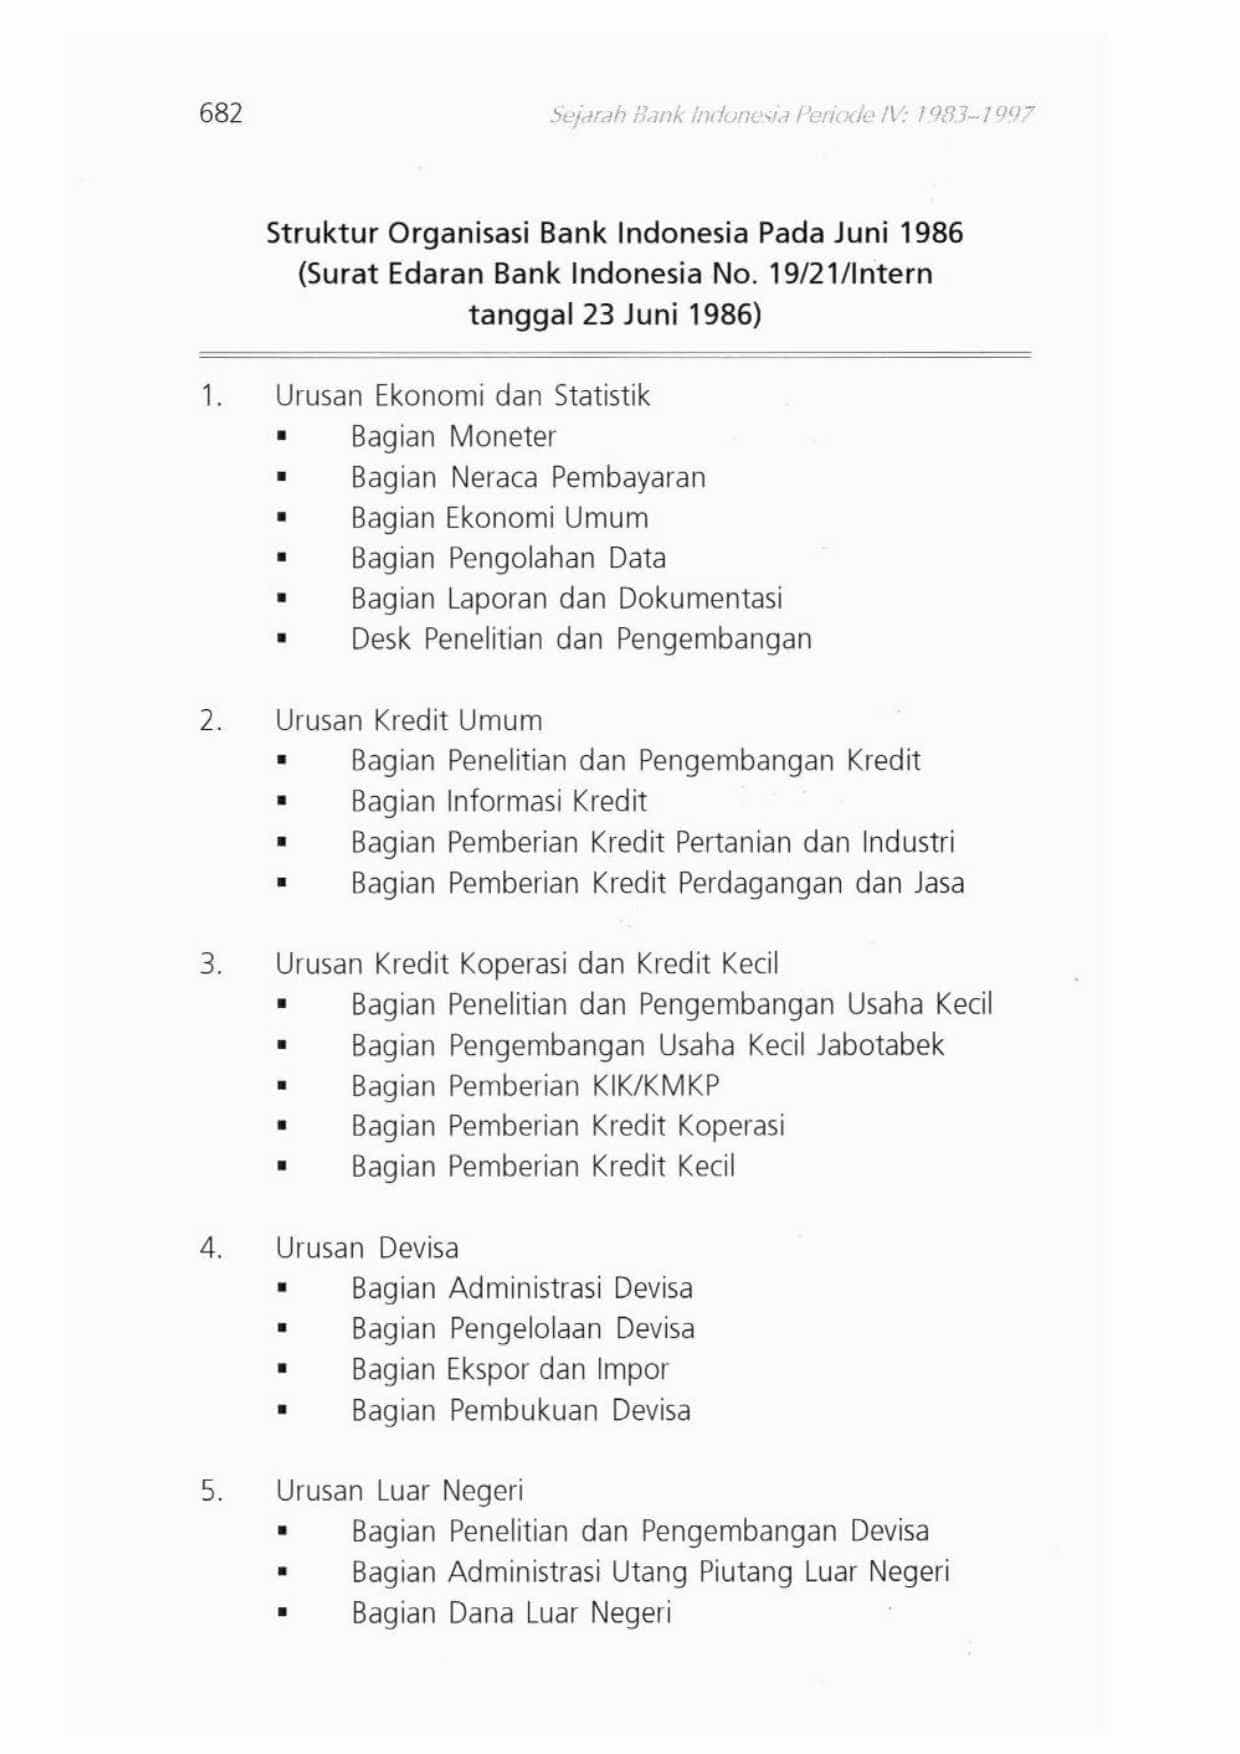 682
Sejarah Bank Indonesia Periode IV: 1983–1997
Struktur Organisasi Bank Indonesia Pada Juni 1986
(Surat Edaran Bank Indonesia No. 19/21/Intern
tanggal 23 Juni 1986)
1. Urusan Ekonomi dan Statistik
▪ Bagian Moneter
▪ Bagian Neraca Pembayaran
▪ Bagian Ekonomi Umum
▪ Bagian Pengolahan Data
▪ Bagian Laporan dan Dokumentasi
▪ Desk Penelitian dan Pengembangan
2. Urusan Kredit Umum
▪ Bagian Penelitian dan Pengembangan Kredit
▪ Bagian Informasi Kredit
▪ Bagian Pemberian Kredit Pertanian dan Industri
▪ Bagian Pemberian Kredit Perdagangan dan Jasa
3. Urusan Kredit Koperasi dan Kredit Kecil
▪ Bagian Penelitian dan Pengembangan Usaha Kecil
▪ Bagian Pengembangan Usaha Kecil Jabotabek
▪ Bagian Pemberian KIK/KMKP
▪ Bagian Pemberian Kredit Koperasi
▪ Bagian Pemberian Kredit Kecil
4. Urusan Devisa
▪ Bagian Administrasi Devisa
▪ Bagian Pengelolaan Devisa
▪ Bagian Ekspor dan Impor
▪ Bagian Pembukuan Devisa
5. Urusan Luar Negeri
▪ Bagian Penelitian dan Pengembangan Devisa
▪ Bagian Administrasi Utang Piutang Luar Negeri
▪ Bagian Dana Luar Negeri